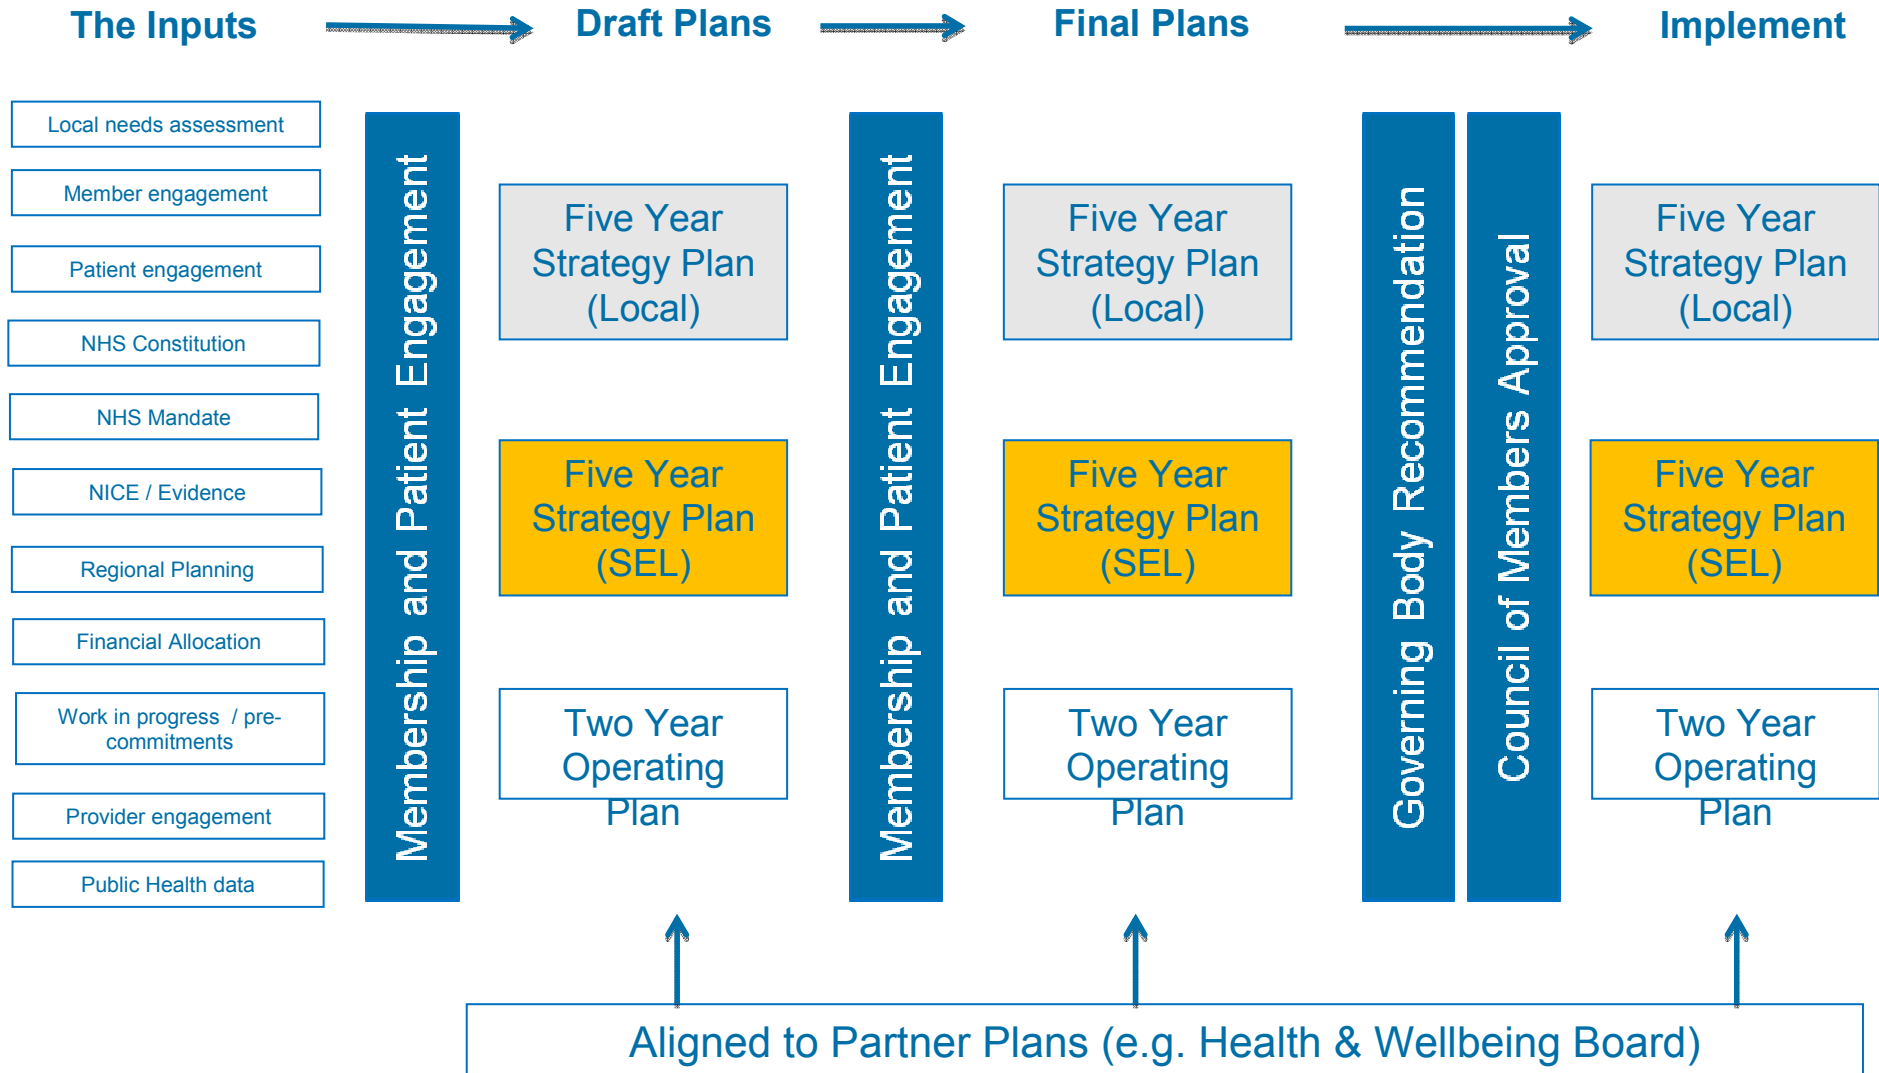 The Inputs
Draft Plans
Final Plans
Implement
Local needs assessment
Member engagement
Patient engagement
NHS Constitution
NHS Mandate
NICE / Evidence
Regional Planning
Financial Allocation
Work in progress / pre-
commitments
Provider engagement
Public Health data
Membership and Patient Engagement
Five Year
Strategy Plan
(Local)
Five Year
Strategy Plan
(SEL)
Two Year
Operating
Plan
Membership and Patient Engagement
Five Year
Strategy Plan
(Local)
Five Year
Strategy Plan
(SEL)
Two Year
Operating
Plan
Governing Body Recommendation
Council of Members Approval
Five Year
Strategy Plan
(Local)
Five Year
Strategy Plan
(SEL)
Two Year
Operating
Plan
Aligned to Partner Plans (e.g. Health & Wellbeing Board)